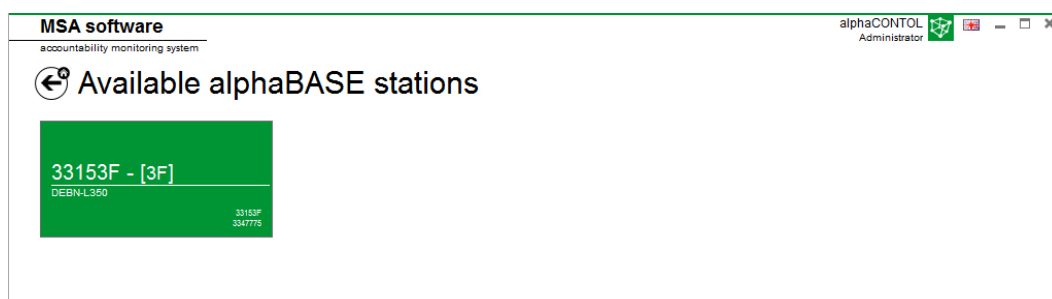 MSA software
accountability monitoring system
alphaCONTOL
Administrator
Available alphaBASE stations
33153F - [3F]
DEBN-L350
33153F
3347775